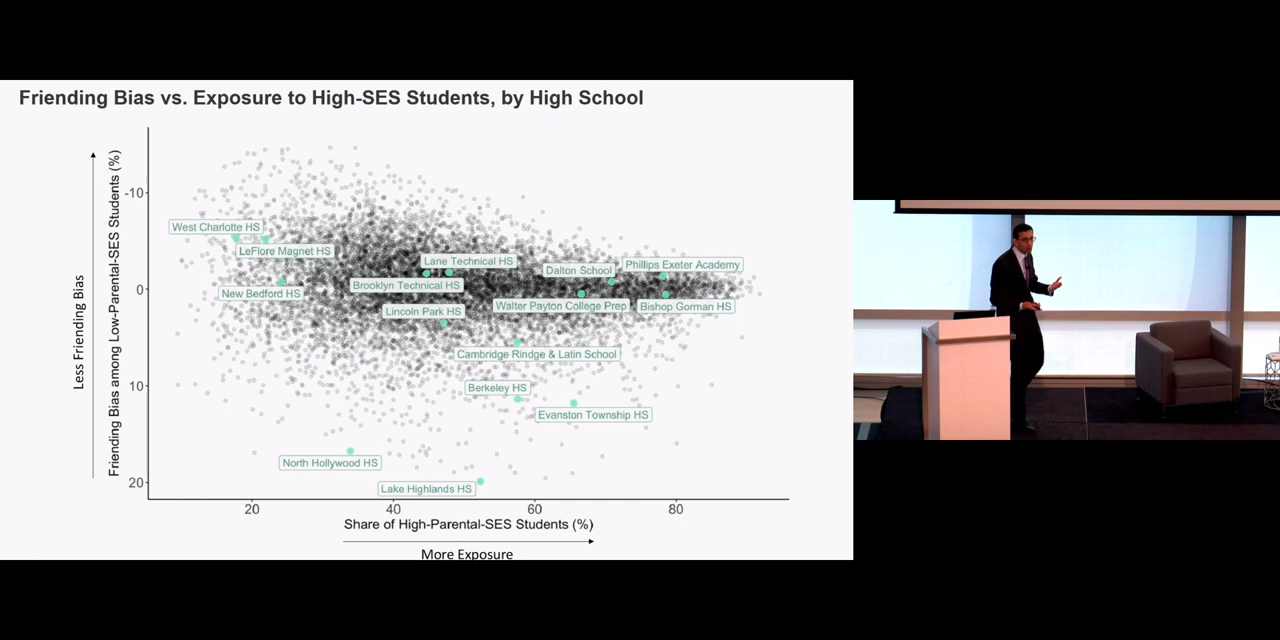 Friending Bias vs. Exposure to High-SES Students, by High School
Less Friending Bias
Friending Bias among Low-Parental-SES Students (%)
-10
0
10
20
West Charlotte HS
LeFlore Magnet HS
New Bedford HS
Lane Technical HS
Brooklyn Technical HS
Lincoln Park HS
Dalton School
Phillips Exeter Academy
Walter Payton College Prep
Bishop Gorman HS
Cambridge Rindge & Latin School
Berkeley HS
Evanston Township HS
North Hollywood HS
Lake Highlands HS
20 40 60 80
Share of High-Parental-SES Students (%)
More Exposure